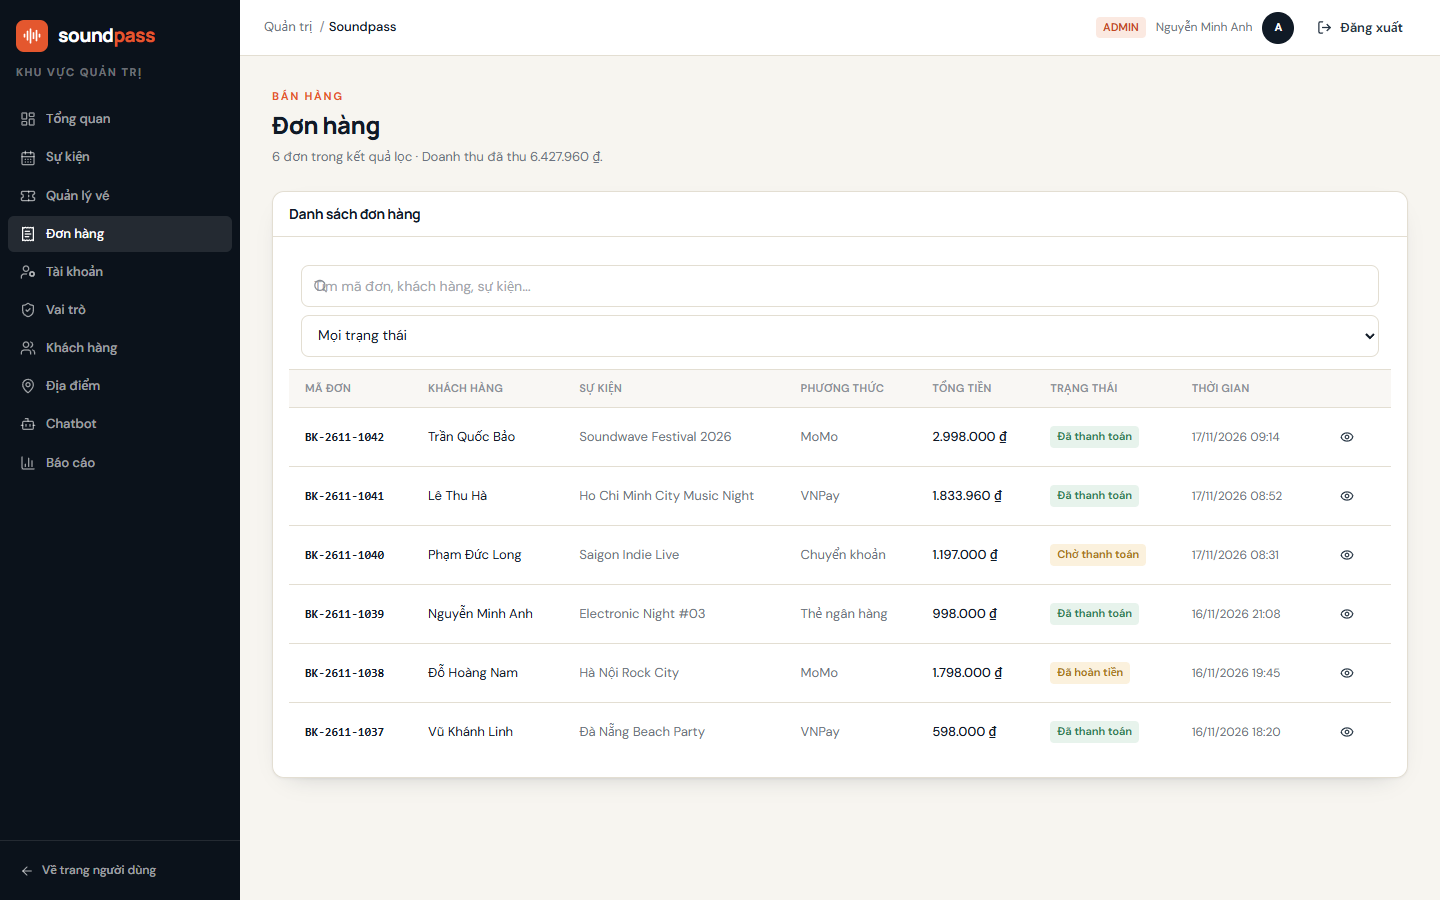 soundpass
KHU VỰC QUẢN TRỊ
Tổng quan
Sự kiện
Quản lý vé
Đơn hàng
Tài khoản
Vai trò
Khách hàng
Địa điểm
Chatbot
Báo cáo
Về trang người dùng
Quản trị / Soundpass
ADMIN Nguyễn Minh Anh A Đăng xuất
BÁN HÀNG
Đơn hàng
6 đơn trong kết quả lọc · Doanh thu đã thu 6.427.960 ₫.
Danh sách đơn hàng
mã đơn, khách hàng, sự kiện...
Mọi trạng thái
MÃ ĐƠN KHÁCH HÀNG SỰ KIỆN PHƯƠNG THỨC TỔNG TIỀN TRẠNG THÁI THỜI GIAN
BK-2611-1042 Trần Quốc Bảo Soundwave Festival 2026 MoMo 2.998.000 ₫ Đã thanh toán 17/11/2026 09:14
BK-2611-1041 Lê Thu Hà Ho Chi Minh City Music Night VNPay 1.833.960 ₫ Đã thanh toán 17/11/2026 08:52
BK-2611-1040 Phạm Đức Long Saigon Indie Live Chuyển khoản 1.197.000 ₫ Chờ thanh toán 17/11/2026 08:31
BK-2611-1039 Nguyễn Minh Anh Electronic Night #03 Thẻ ngân hàng 998.000 ₫ Đã thanh toán 16/11/2026 21:08
BK-2611-1038 Đỗ Hoàng Nam Hà Nội Rock City MoMo 1.798.000 ₫ Đã hoàn tiền 16/11/2026 19:45
BK-2611-1037 Vũ Khánh Linh Đà Nẵng Beach Party VNPay 598.000 ₫ Đã thanh toán 16/11/2026 18:20